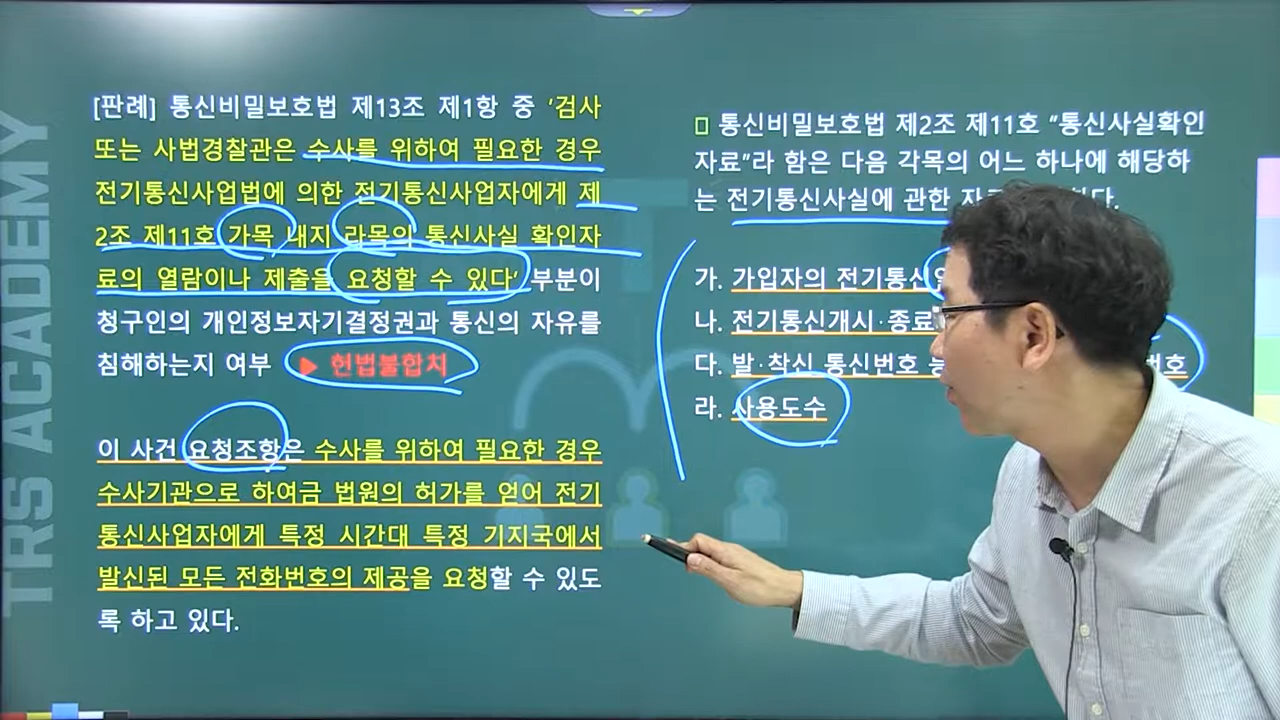 TRS ACADEMY
[판례] 통신비밀보호법 제13조 제1항 중 ‘검사
또는 사법경찰관은 수사를 위하여 필요한 경우
전기통신사업법에 의한 전기통신사업자에게 제
2조 제11호 가목 내지 라목의 통신사실 확인자
료의 열람이나 제출을 요청할 수 있다’ 부분이
청구인의 개인정보자기결정권과 통신의 자유를
침해하는지 여부 ▶ 헌법불합치
이 사건 요청조항은 수사를 위하여 필요한 경우
수사기관으로 하여금 법원의 허가를 얻어 전기
통신사업자에게 특정 시간대 특정 기지국에서
발신된 모든 전화번호의 제공을 요청할 수 있도
록 하고 있다.
통신비밀보호법 제2조 제11호 “통신사실확인
자료”라 함은 다음 각목의 어느 하나에 해당하
는 전기통신사실에 관한
가. 가입자의 전기통신
나. 전기통신개시·종료
다. 발·착신 통신번호 번호
라. 사용도수